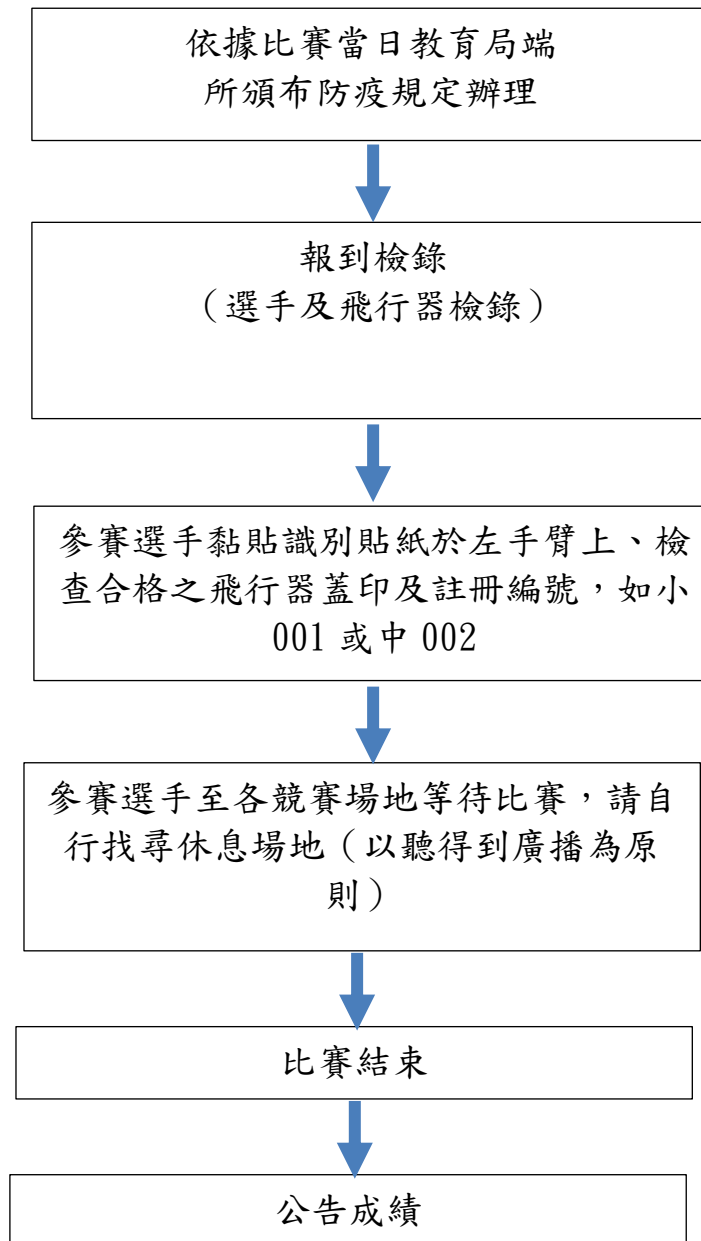 依據比賽當日教育局端
所頒布防疫規定辦理
報到檢錄
（選手及飛行器檢錄）
參賽選手黏貼識別貼紙於左手臂上、檢
查合格之飛行器蓋印及註冊編號，如小
001 或中 002
參賽選手至各競賽場地等待比賽，請自
行找尋休息場地（以聽得到廣播為原
則）
比賽結束
公告成績